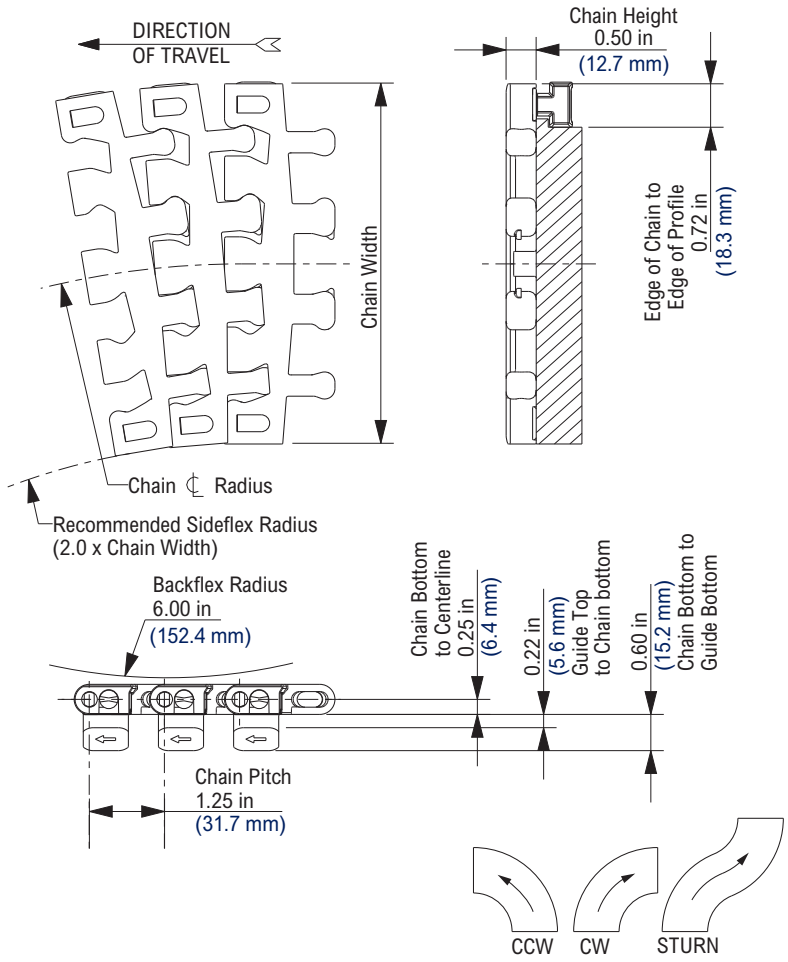 DIRECTION
OF TRAVEL
Chain Height
0.50 in
(12.7 mm)
Chain Width
Edge of Chain to
Edge of Profile
0.72 in
(18.3 mm)
Chain ℄ Radius
Recommended Sideflex Radius
(2.0 x Chain Width)
Backflex Radius
6.00 in
(152.4 mm)
Chain Bottom
to Centerline
0.25 in
(6.4 mm)
0.22 in
(5.6 mm)
Guide Top
to Chain bottom
0.60 in
(15.2 mm)
Chain Bottom to
Guide Bottom
Chain Pitch
1.25 in
(31.7 mm)
CCW
CW
STURN